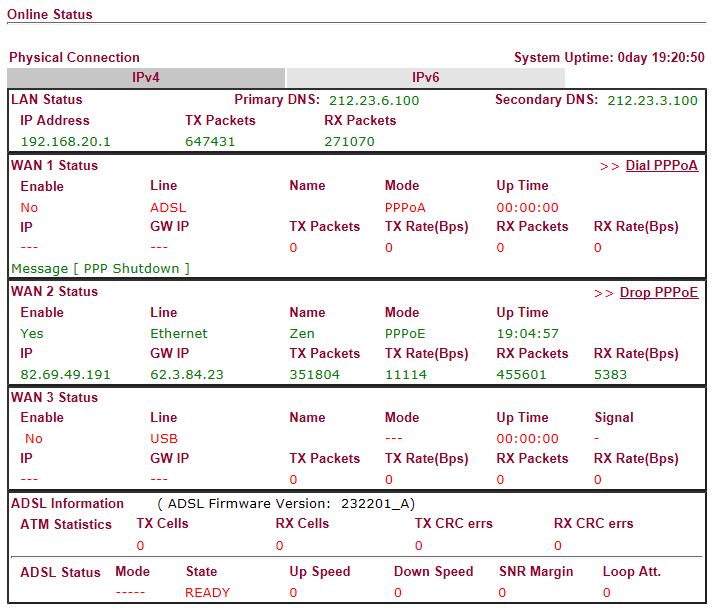 Online Status
Physical Connection System Uptime: 0day 19:20:50
IPv4 IPv6
LAN Status Primary DNS: 212.23.6.100 Secondary DNS: 212.23.3.100
IP Address TX Packets RX Packets
192.168.20.1 647431 271070
WAN 1 Status >> Dial PPPoA
Enable Line Name Mode Up Time
No ADSL PPPoA 00:00:00
IP GW IP TX Packets TX Rate(Bps) RX Packets RX Rate(Bps)
--- --- 0 0 0 0
Message [ PPP Shutdown ]
WAN 2 Status >> Drop PPPoE
Enable Line Name Mode Up Time
Yes Ethernet Zen PPPoE 19:04:57
IP GW IP TX Packets TX Rate(Bps) RX Packets RX Rate(Bps)
82.69.49.191 62.3.84.23 351804 11114 455601 5383
WAN 3 Status
Enable Line Name Mode Up Time Signal
No USB --- 00:00:00 -
IP GW IP TX Packets TX Rate(Bps) RX Packets RX Rate(Bps)
--- --- 0 0 0 0
ADSL Information ( ADSL Firmware Version: 232201_A)
ATM Statistics TX Cells RX Cells TX CRC errs RX CRC errs
0 0 0 0
ADSL Status Mode State Up Speed Down Speed SNR Margin Loop Att.
----- READY 0 0 0 0